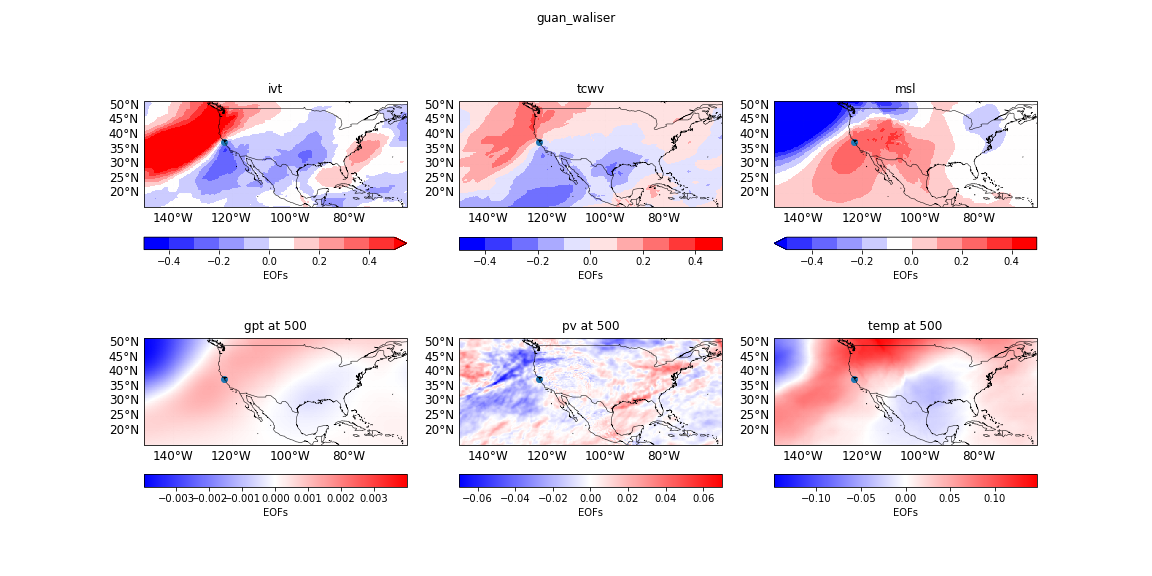 guan_waliser
ivt
tcwv
msl
50°N
45°N
40°N
35°N
30°N
25°N
20°N
140°W 120°W 100°W 80°W
50°N
45°N
40°N
35°N
30°N
25°N
20°N
140°W 120°W 100°W 80°W
50°N
45°N
40°N
35°N
30°N
25°N
20°N
140°W 120°W 100°W 80°W
−0.4 −0.2 0.0 0.2 0.4
EOFs
−0.4 −0.2 0.0 0.2 0.4
EOFs
−0.4 −0.2 0.0 0.2 0.4
EOFs
gpt at 500
pv at 500
temp at 500
50°N
45°N
40°N
35°N
30°N
25°N
20°N
140°W 120°W 100°W 80°W
50°N
45°N
40°N
35°N
30°N
25°N
20°N
140°W 120°W 100°W 80°W
50°N
45°N
40°N
35°N
30°N
25°N
20°N
140°W 120°W 100°W 80°W
−0.003 −0.002 −0.001 0.000 0.001 0.002 0.003
EOFs
−0.06 −0.04 −0.02 0.00 0.02 0.04 0.06
EOFs
−0.10 −0.05 0.00 0.05 0.10
EOFs